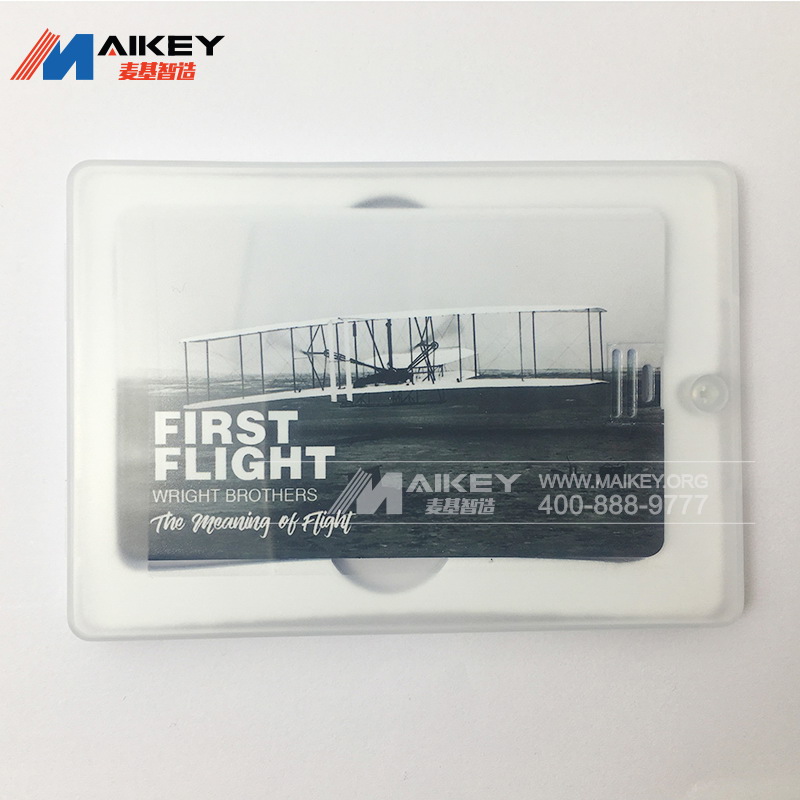 MAIKEY
麦基智造
FIRST
FLIGHT
WRIGHT BROTHERS
The Meaning of Flight
MAIKEY
麦基智造
WWW.MAIKEY.ORG
400-888-9777